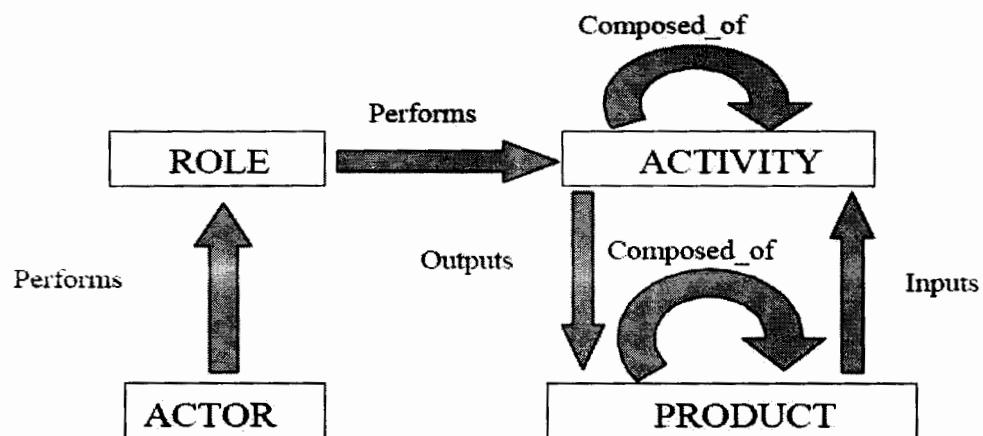 Composed_of
Performs
ROLE
ACTIVITY
Performs
Outputs
Composed_of
Inputs
ACTOR
PRODUCT